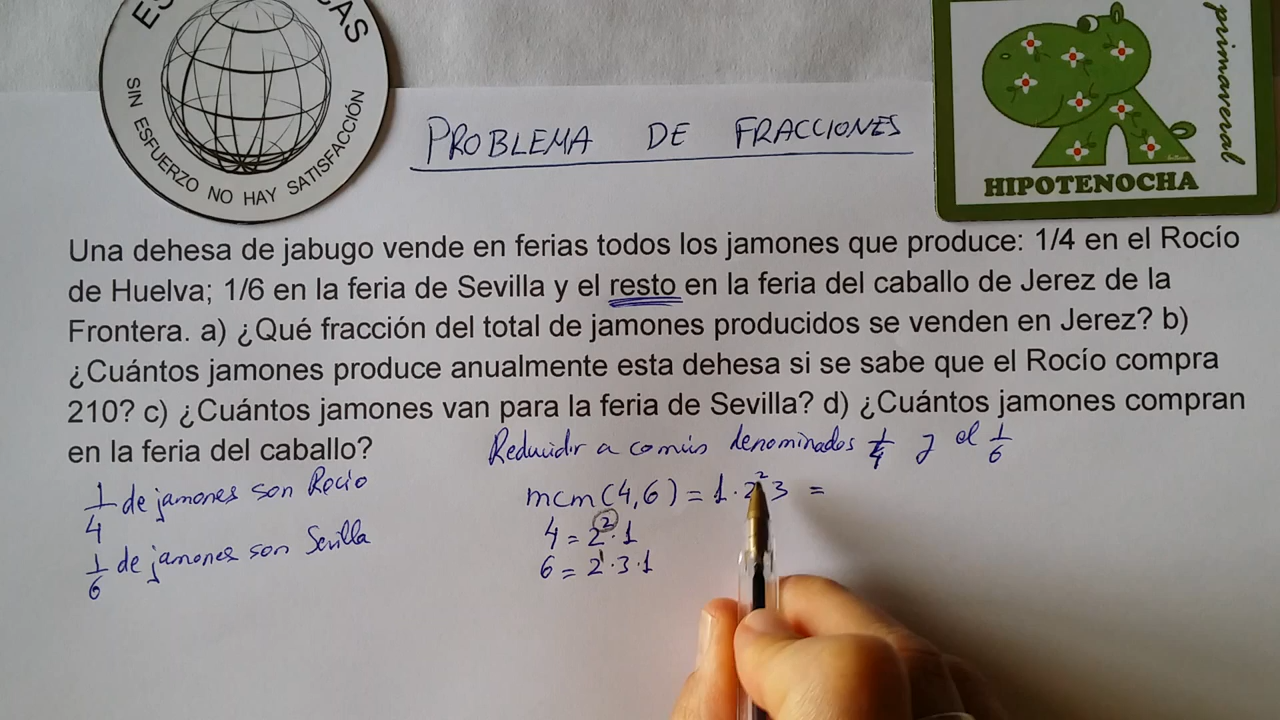 SIN ESFUERZO NO HAY SATISFACCIÓN
primaveral
HIPOTENOCHA
PROBLEMA DE FRACCIONES
Una dehesa de jabugo vende en ferias todos los jamones que produce: 1/4 en el Rocío
de Huelva; 1/6 en la feria de Sevilla y el resto en la feria del caballo de Jerez de la
Frontera. a) ¿Qué fracción del total de jamones producidos se venden en Jerez? b)
¿Cuántos jamones produce anualmente esta dehesa si se sabe que el Rocío compra
210? c) ¿Cuántos jamones van para la feria de Sevilla? d) ¿Cuántos jamones compran
en la feria del caballo?
Reducidir a común denominados 1/4 y el 1/6
1/4 de jamones son Rocío
1/6 de jamones son Sevilla
mcm(4,6) = 1·2²3 =
4 = 2²·1
6 = 2¹·3·1